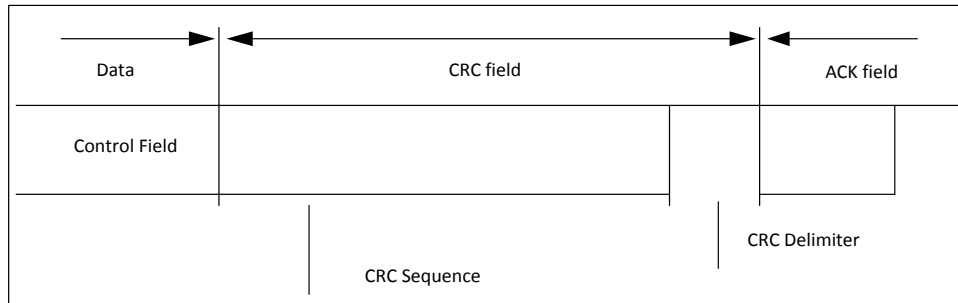 Data
CRC field
ACK field
Control Field
CRC Delimiter
CRC Sequence